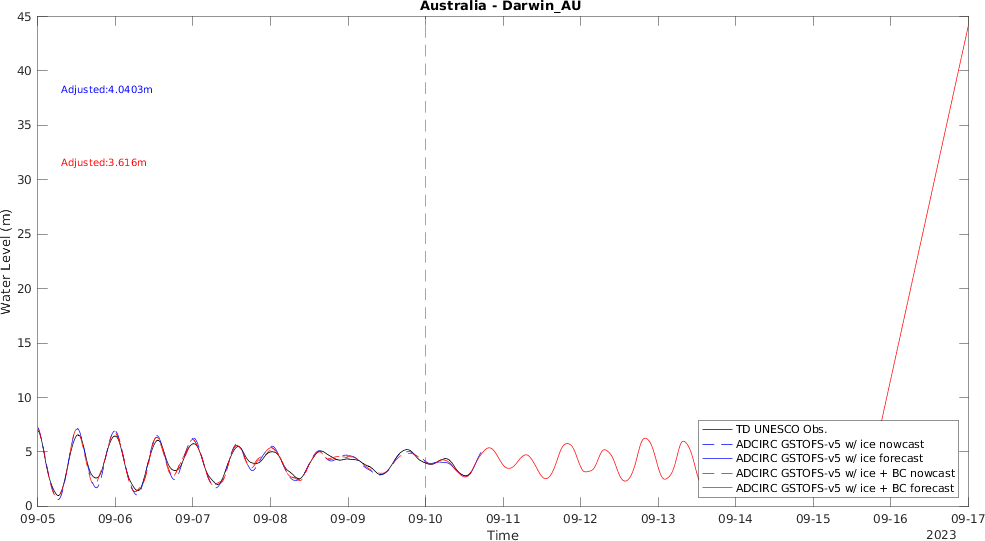 Australia - Darwin_AU
45
40
35
30
25
20
15
10
5
0
Water Level (m)
Adjusted:4.0403m
Adjusted:3.616m
TD UNESCO Obs.
ADCIRC GSTOFS-v5 w/ ice nowcast
ADCIRC GSTOFS-v5 w/ ice forecast
ADCIRC GSTOFS-v5 w/ ice + BC nowcast
ADCIRC GSTOFS-v5 w/ ice + BC forecast
09-05 09-06 09-07 09-08 09-09 09-10 09-11 09-12 09-13 09-14 09-15 09-16 09-17
Time
2023